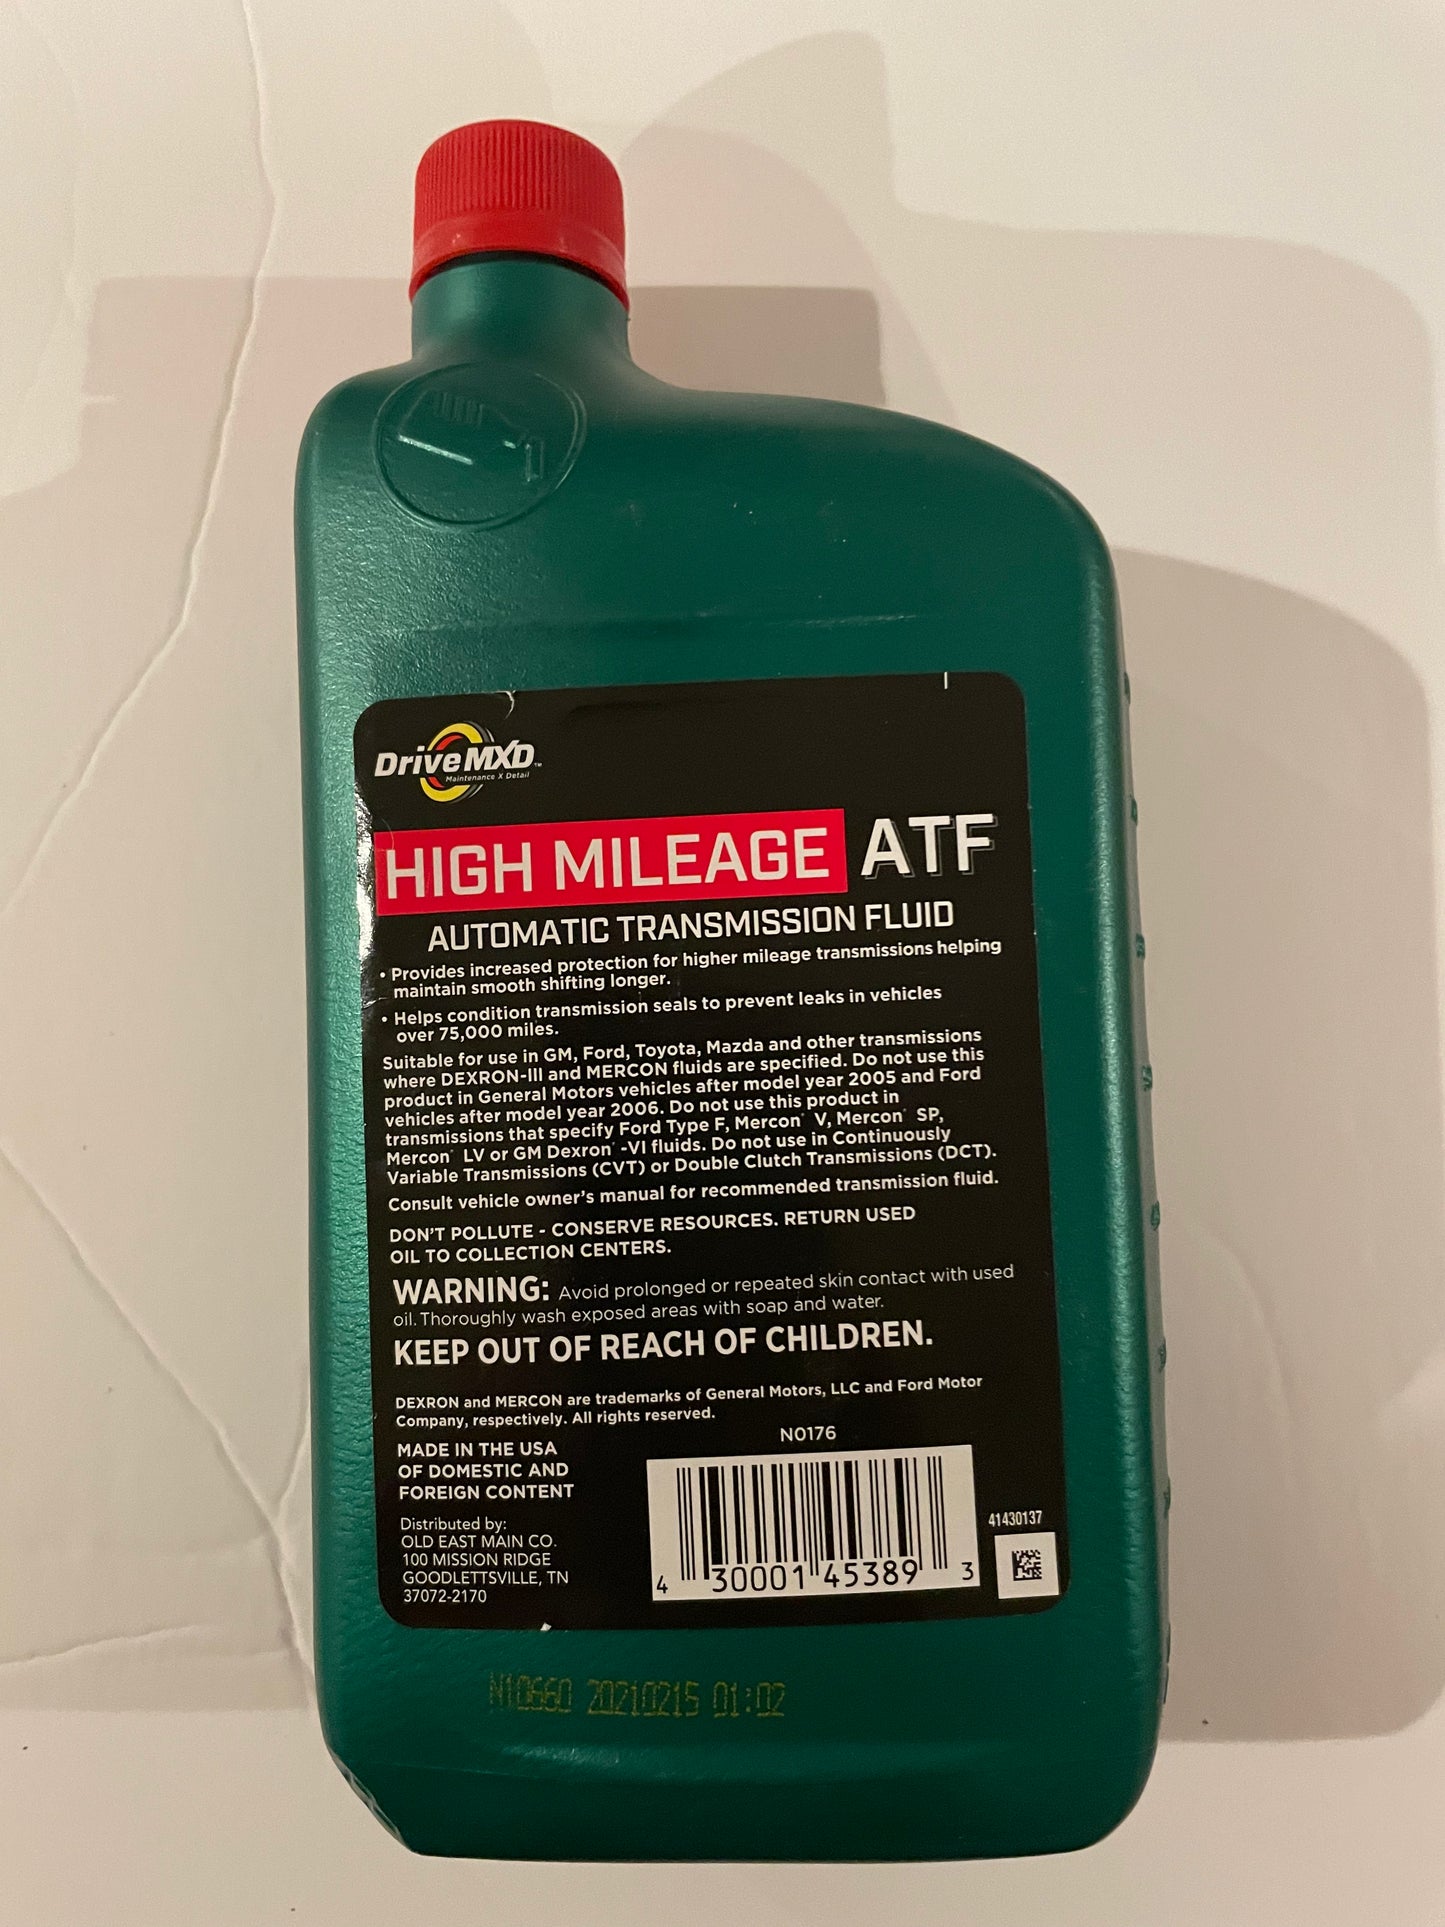 DriveMXD™
Maintenance X Detail
HIGH MILEAGE ATF
AUTOMATIC TRANSMISSION FLUID
• Provides increased protection for higher mileage transmissions helping
maintain smooth shifting longer.
• Helps condition transmission seals to prevent leaks in vehicles
over 75,000 miles.
Suitable for use in GM, Ford, Toyota, Mazda and other transmissions
where DEXRON-III and MERCON fluids are specified. Do not use this
product in General Motors vehicles after model year 2005 and Ford
vehicles after model year 2006. Do not use this product in
transmissions that specify Ford Type F, Mercon® V, Mercon® SP,
Mercon® LV or GM Dexron® -VI fluids. Do not use in Continuously
Variable Transmissions (CVT) or Double Clutch Transmissions (DCT).
Consult vehicle owner's manual for recommended transmission fluid.
DON'T POLLUTE - CONSERVE RESOURCES. RETURN USED
OIL TO COLLECTION CENTERS.
WARNING: Avoid prolonged or repeated skin contact with used
oil. Thoroughly wash exposed areas with soap and water.
KEEP OUT OF REACH OF CHILDREN.
DEXRON and MERCON are trademarks of General Motors, LLC and Ford Motor
Company, respectively. All rights reserved.
N0176
MADE IN THE USA
OF DOMESTIC AND
FOREIGN CONTENT
Distributed by:
OLD EAST MAIN CO.
100 MISSION RIDGE
GOODLETTSVILLE, TN
37072-2170
4 30001 45389 3
41430137
N10660 20210215 01:02